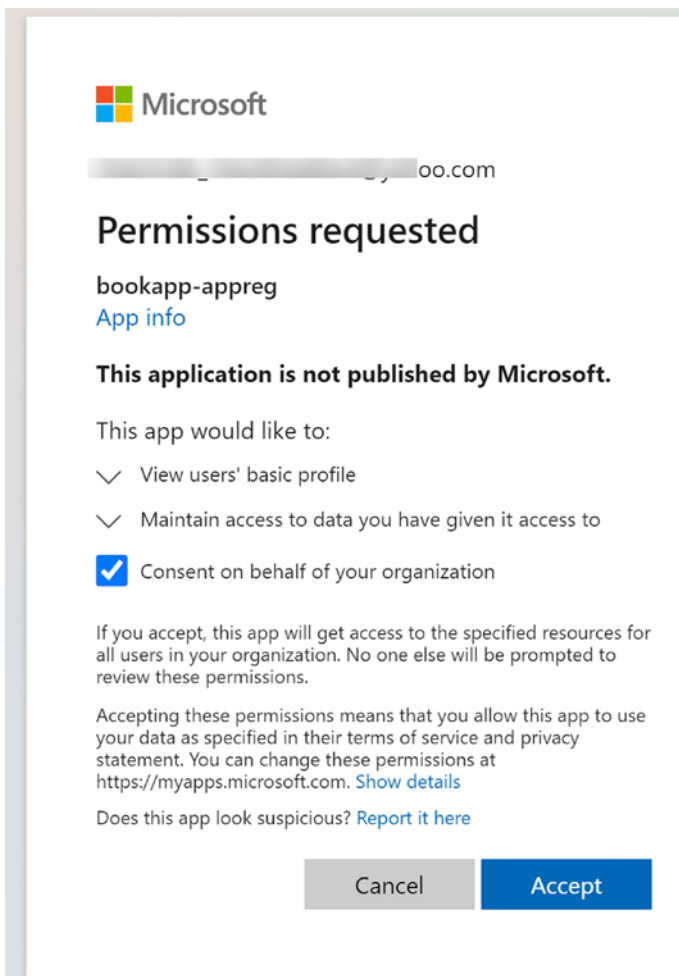 Microsoft
oo.com
Permissions requested
bookapp-appreg
App info
This application is not published by Microsoft.
This app would like to:
View users' basic profile
Maintain access to data you have given it access to
Consent on behalf of your organization
If you accept, this app will get access to the specified resources for
all users in your organization. No one else will be prompted to
review these permissions.
Accepting these permissions means that you allow this app to use
your data as specified in their terms of service and privacy
statement. You can change these permissions at
https://myapps.microsoft.com. Show details
Does this app look suspicious? Report it here
Cancel Accept